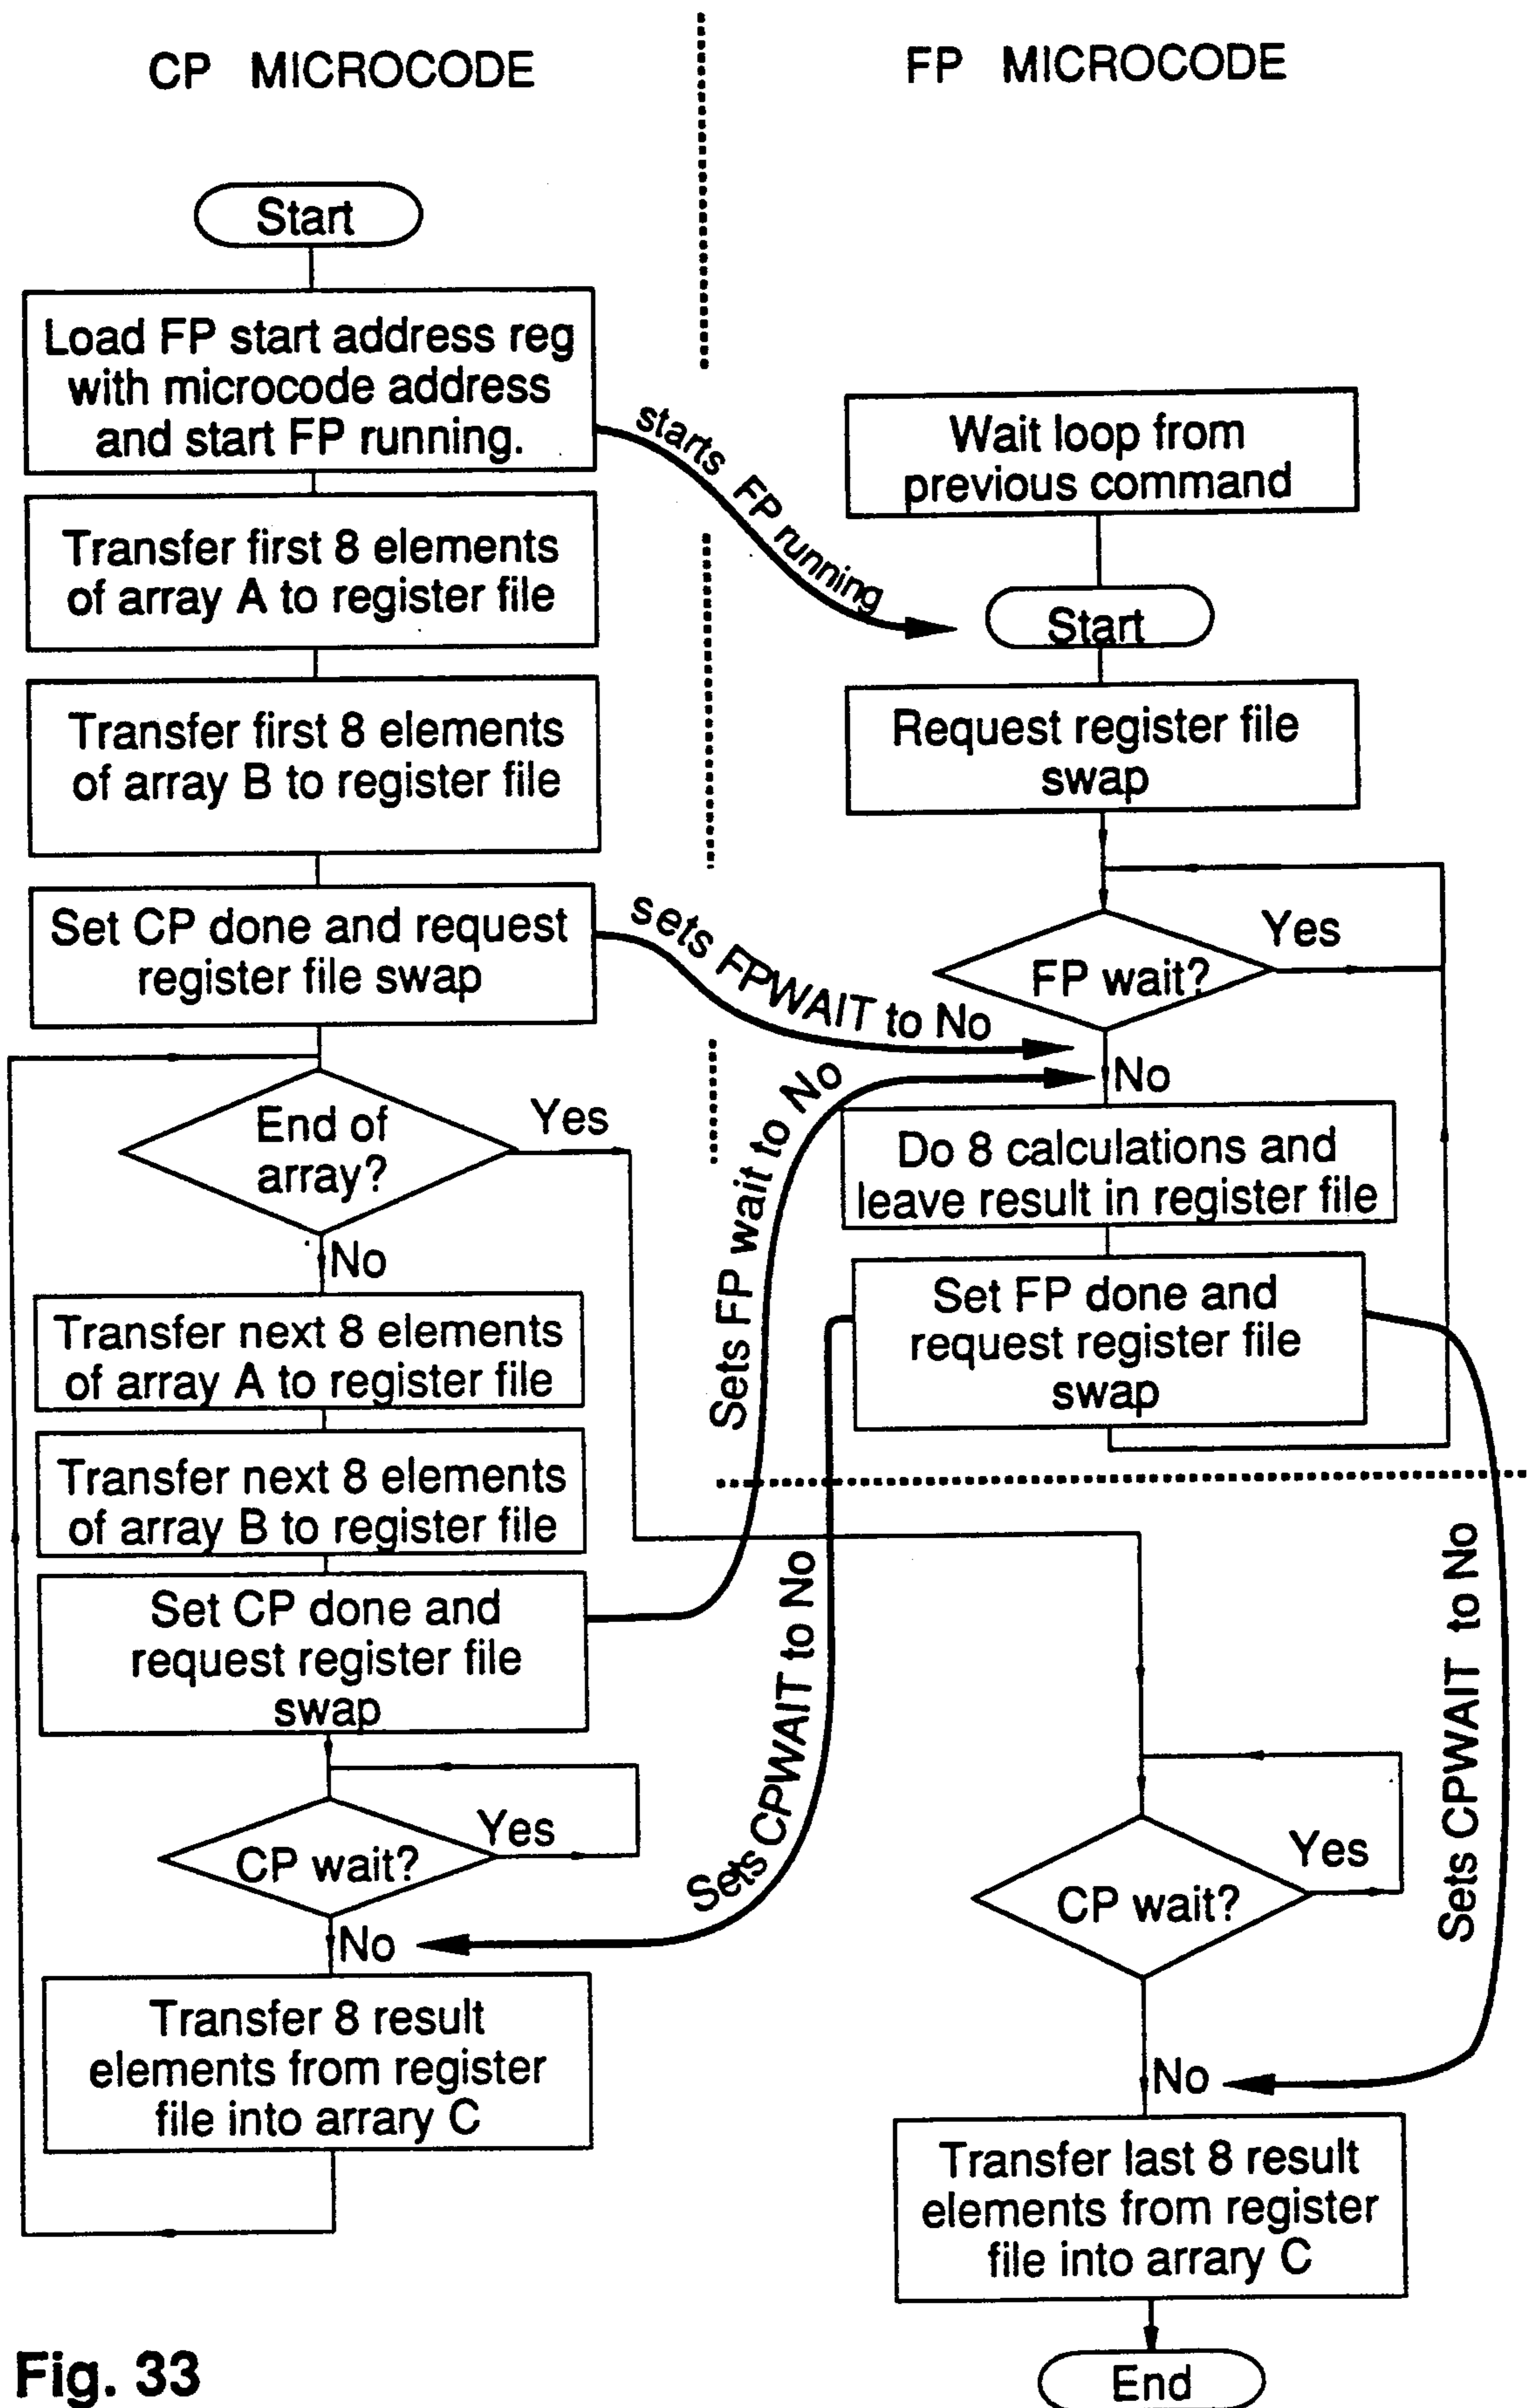 CP MICROCODE
FP MICROCODE
Start
Load FP start address reg
with microcode address
and start FP running.
starts FP running
Transfer first 8 elements
of array A to register file
Transfer first 8 elements
of array B to register file
Set CP done and request
register file swap
sets FPWAIT to No
End of
array?
Yes
No
Transfer next 8 elements
of array A to register file
Transfer next 8 elements
of array B to register file
Set CP done and
request register file
swap
Sets FP wait to No
CP wait?
Yes
No
Transfer 8 result
elements from register
file into arrary C
Wait loop from
previous command
Start
Request register file
swap
FP wait?
Yes
No
Do 8 calculations and
leave result in register file
Set FP done and
request register file
swap
Sets CPWAIT to No
Sets CPWAIT to No
CP wait?
Yes
No
Transfer last 8 result
elements from register
file into arrary C
End
Fig. 33